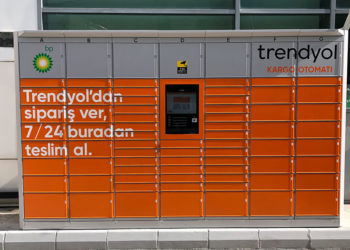 A B C D E F G
bp
trendyol
KARGO OTOMATI
Trendyol'dan
sipariş ver,
7/24 buradan
teslim al.